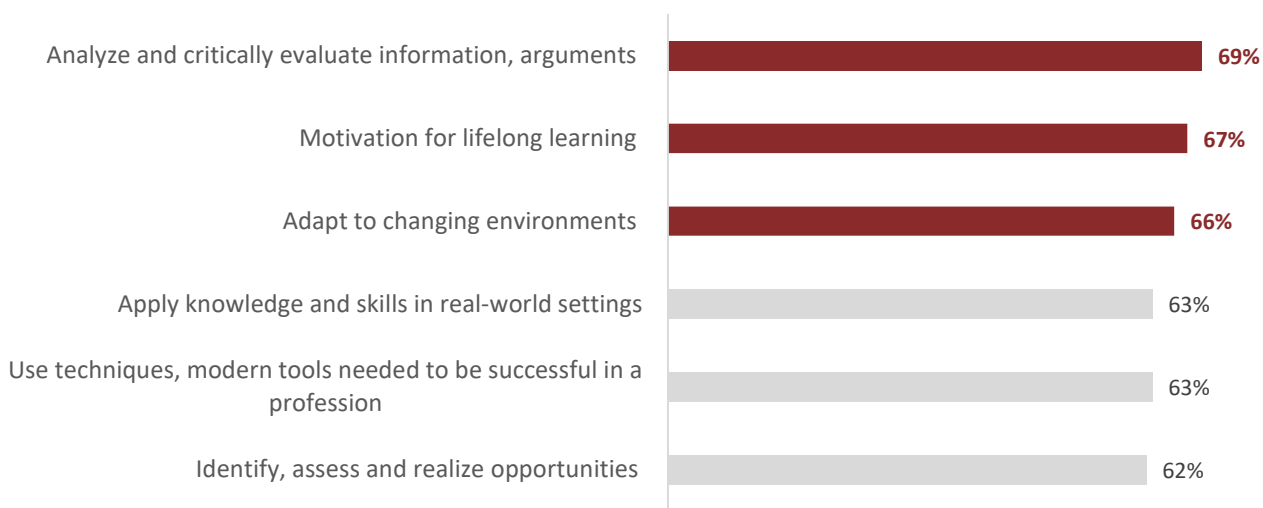 Analyze and critically evaluate information, arguments 69%
Motivation for lifelong learning 67%
Adapt to changing environments 66%
Apply knowledge and skills in real-world settings 63%
Use techniques, modern tools needed to be successful in a
profession 63%
Identify, assess and realize opportunities 62%